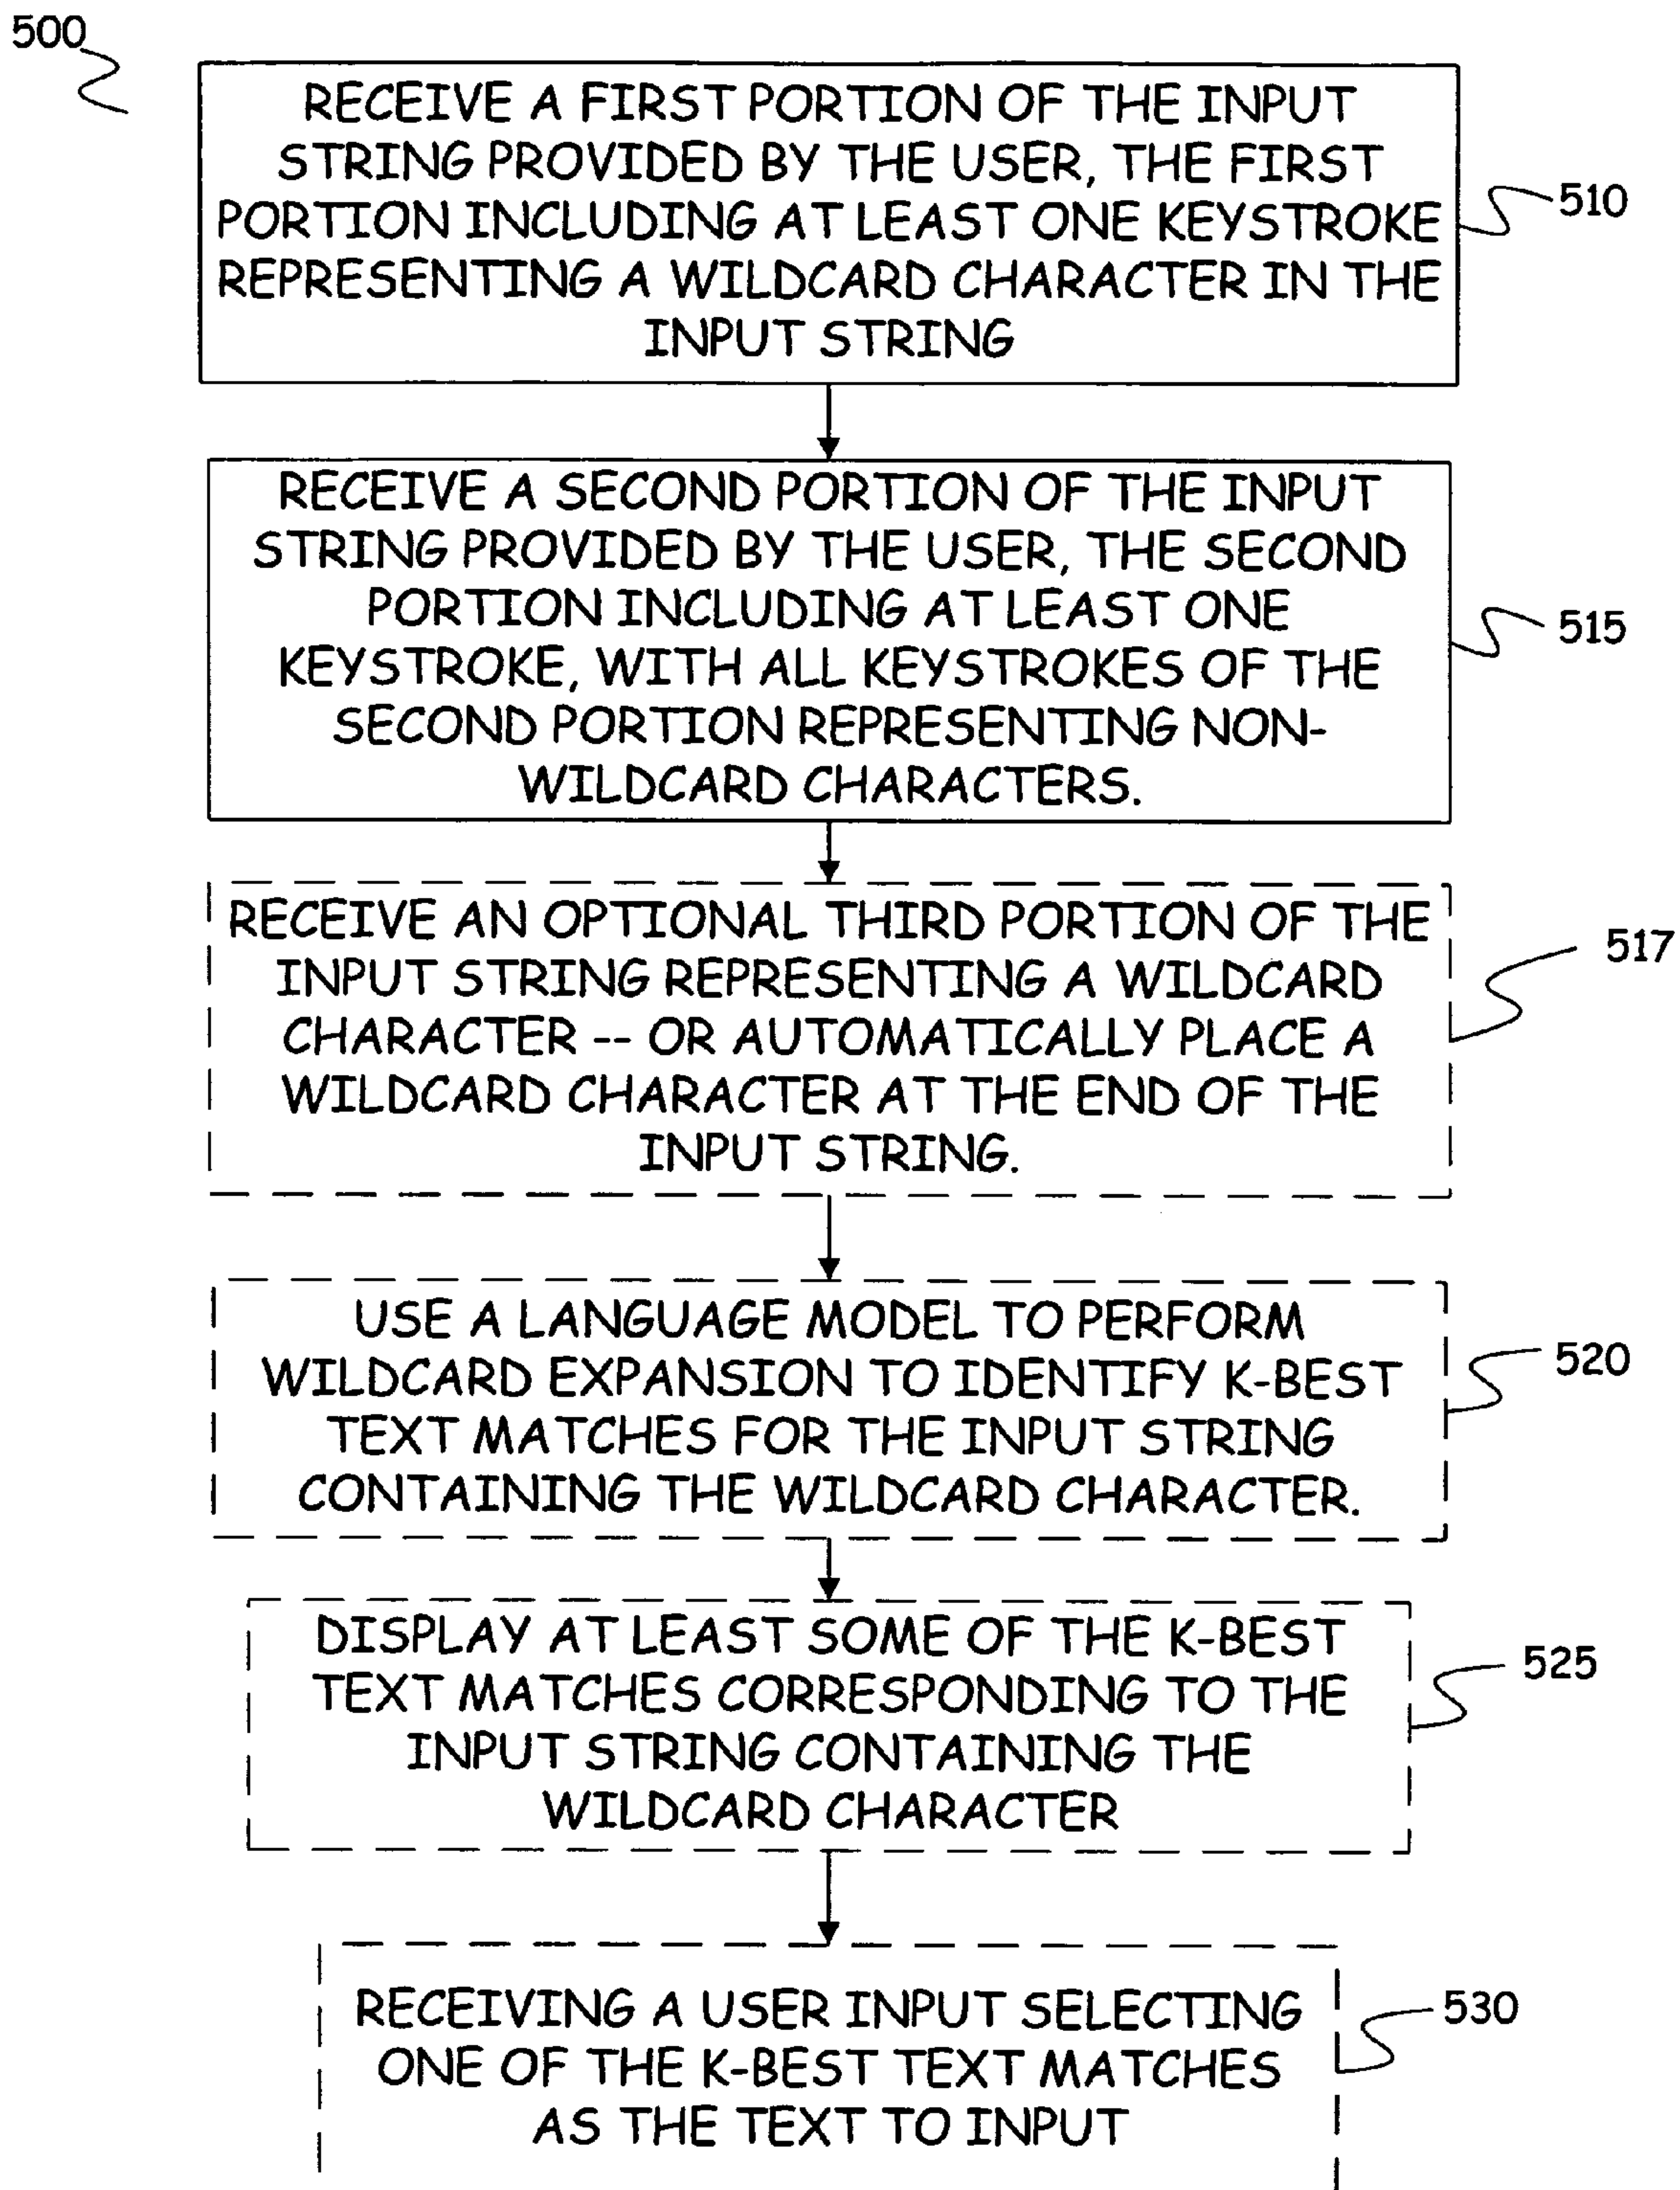 500
RECEIVE A FIRST PORTION OF THE INPUT
STRING PROVIDED BY THE USER, THE FIRST
PORTION INCLUDING AT LEAST ONE KEYSTROKE
REPRESENTING A WILDCARD CHARACTER IN THE
INPUT STRING
510
RECEIVE A SECOND PORTION OF THE INPUT
STRING PROVIDED BY THE USER, THE SECOND
PORTION INCLUDING AT LEAST ONE
KEYSTROKE, WITH ALL KEYSTROKES OF THE
SECOND PORTION REPRESENTING NON-
WILDCARD CHARACTERS.
515
RECEIVE AN OPTIONAL THIRD PORTION OF THE
INPUT STRING REPRESENTING A WILDCARD
CHARACTER -- OR AUTOMATICALLY PLACE A
WILDCARD CHARACTER AT THE END OF THE
INPUT STRING.
517
USE A LANGUAGE MODEL TO PERFORM
WILDCARD EXPANSION TO IDENTIFY K-BEST
TEXT MATCHES FOR THE INPUT STRING
CONTAINING THE WILDCARD CHARACTER.
520
DISPLAY AT LEAST SOME OF THE K-BEST
TEXT MATCHES CORRESPONDING TO THE
INPUT STRING CONTAINING THE
WILDCARD CHARACTER
525
RECEIVING A USER INPUT SELECTING
ONE OF THE K-BEST TEXT MATCHES
AS THE TEXT TO INPUT
530